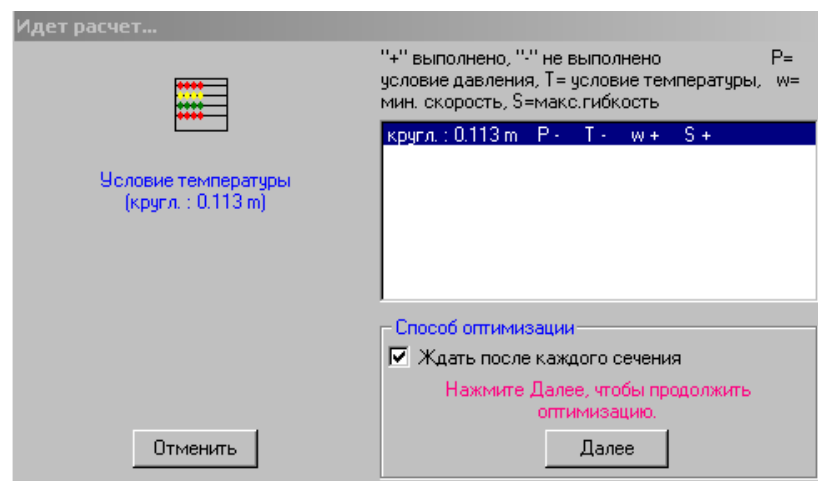 Идет расчет...
"+" выполнено, "-" не выполнено P=
условие давления, T= условие температуры, w=
мин. скорость, S=макс.гибкость
кругл. : 0.113 m P - T - w + S +
Условие температуры
(кругл. : 0.113 m)
Способ оптимизации
Ждать после каждого сечения
Нажмите Далее, чтобы продолжить
оптимизацию.
Отменить
Далее